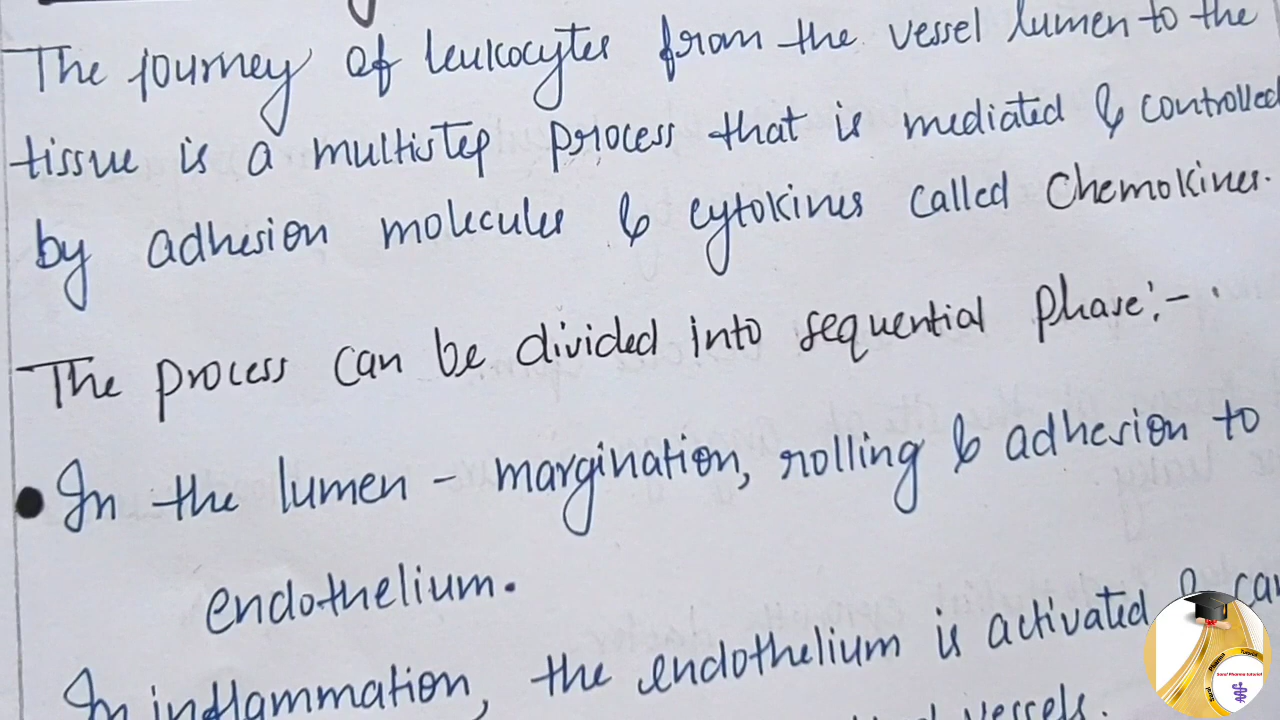 The journey of leukocytes from the vessel lumen to the
tissue is a multistep process that is mediated & controlled
by adhesion molecules & cytokines called Chemokines.
The process can be divided into sequential phase:-
• In the lumen - margination, rolling & adhesion to
endothelium.
In inflammation, the endothelium is activated & can
vessels.